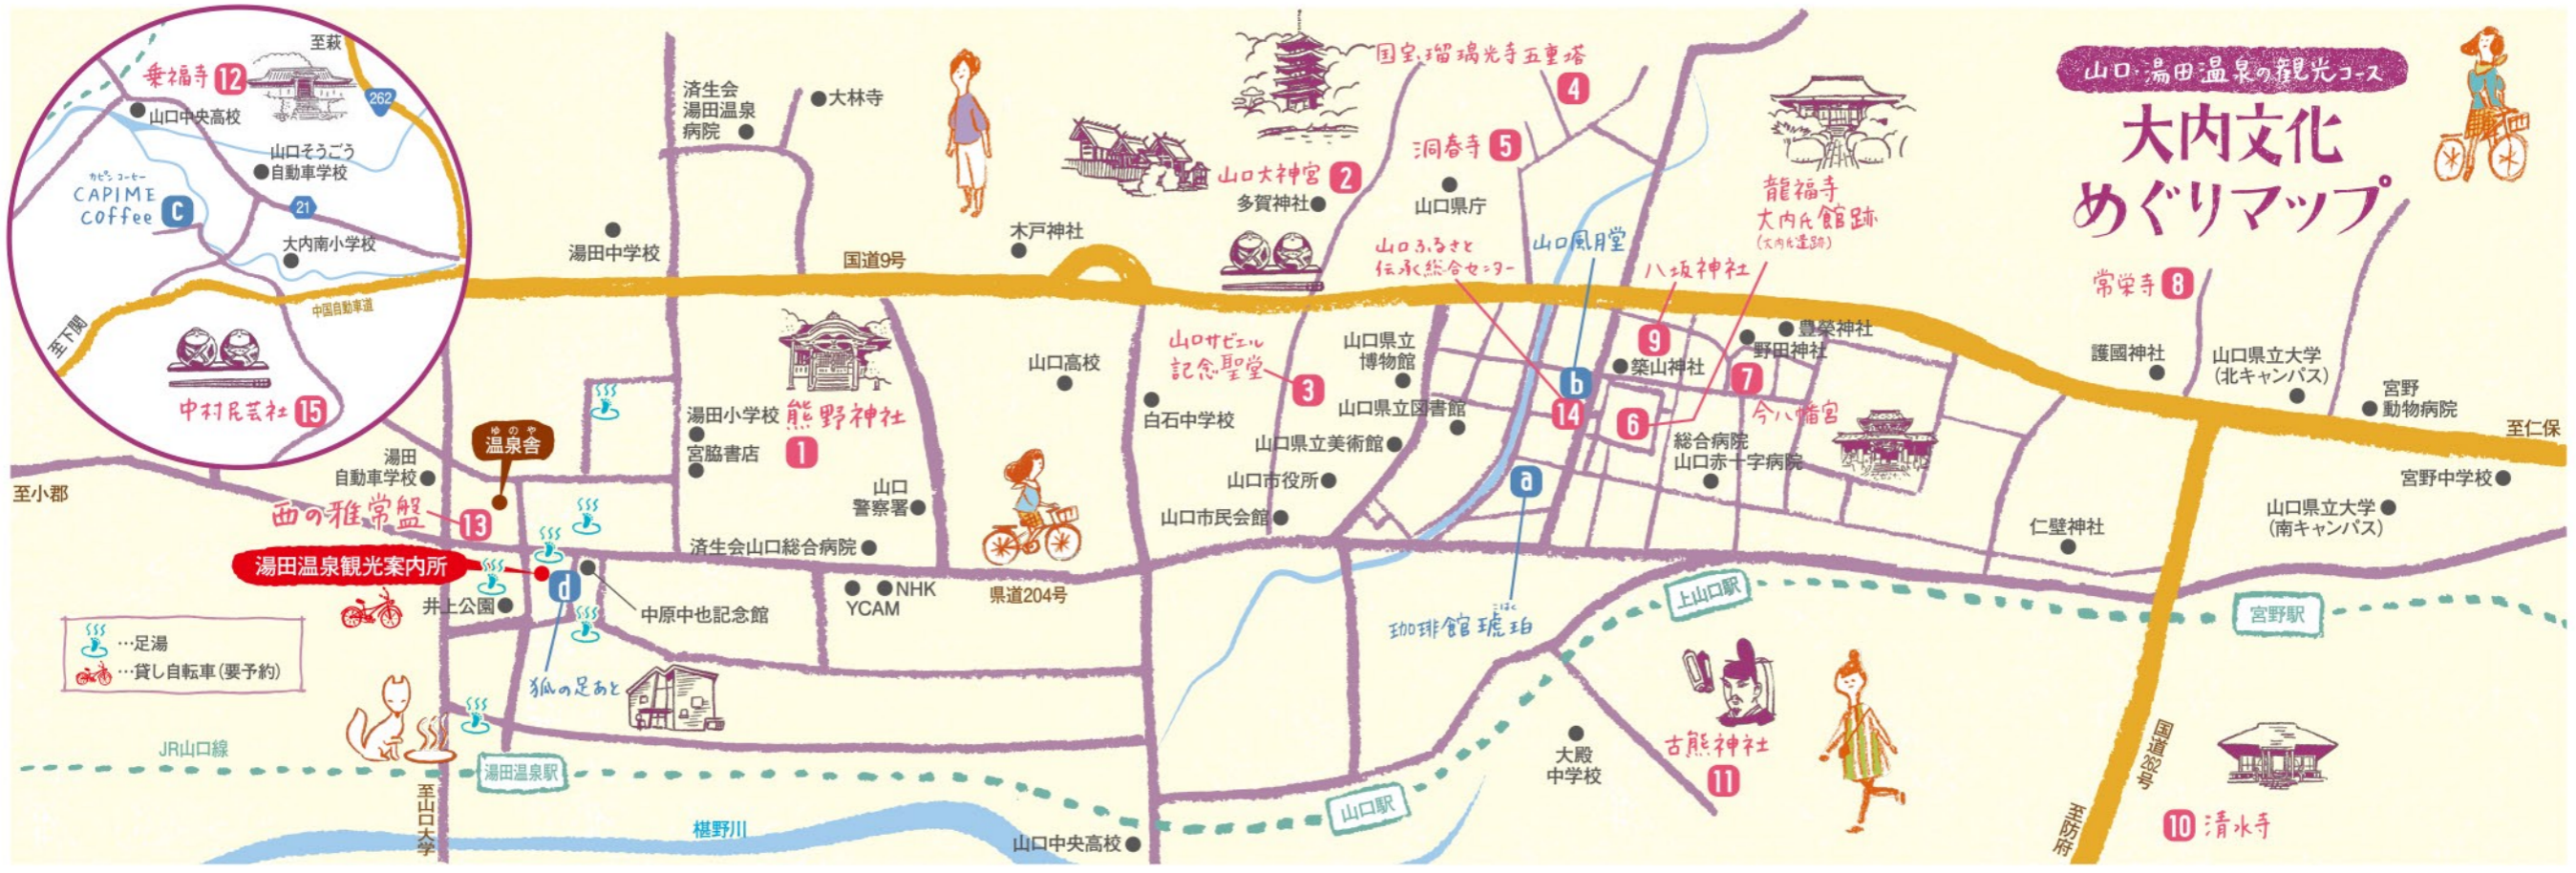 山口・湯田温泉の観光コース
大内文化
めぐりマップ
至萩
262
乗福寺 12
山口中央高校
山口そうごう
自動車学校
カピンコーヒー
CAPIME
coffee
C
21
大内南小学校
中国自動車道
至下関
中村民芸社 15
済生会
湯田温泉
病院
大林寺
湯田中学校
国道9号
木戸神社
国宝 瑠璃光寺五重塔
4
洞春寺 5
山口大神宮 2
多賀神社
山口県庁
山口ふるさと
伝承総合センター
山口風月堂
龍福寺
大内氏館跡
(大内氏遺跡)
八坂神社
9
築山神社
豊榮神社
野田神社
7
今八幡宮
b
14
6
a
総合病院
山口赤十字病院
常栄寺 8
護國神社
山口県立大学
(北キャンパス)
宮野
動物病院
至仁保
宮野中学校
山口県立大学
(南キャンパス)
仁壁神社
山口サビエル
記念聖堂
3
山口県立
博物館
山口県立図書館
山口県立美術館
山口市役所
山口市民会館
山口高校
白石中学校
湯田小学校
宮脇書店
熊野神社
1
山口
警察署
済生会山口総合病院
YCAM
NHK
県道204号
ゆのや
温泉舎
湯田
自動車学校
至小郡
西の雅常盤
13
湯田温泉観光案内所
d
井上公園
中原中也記念館
狐の足あと
…足湯
…貸し自転車(要予約)
JR山口線
湯田温泉駅
至山口大学
椹野川
山口中央高校
山口駅
こはく
珈琲館琥珀
上山口駅
宮野駅
大殿
中学校
古熊神社
11
国道262号
至防府
10 清水寺